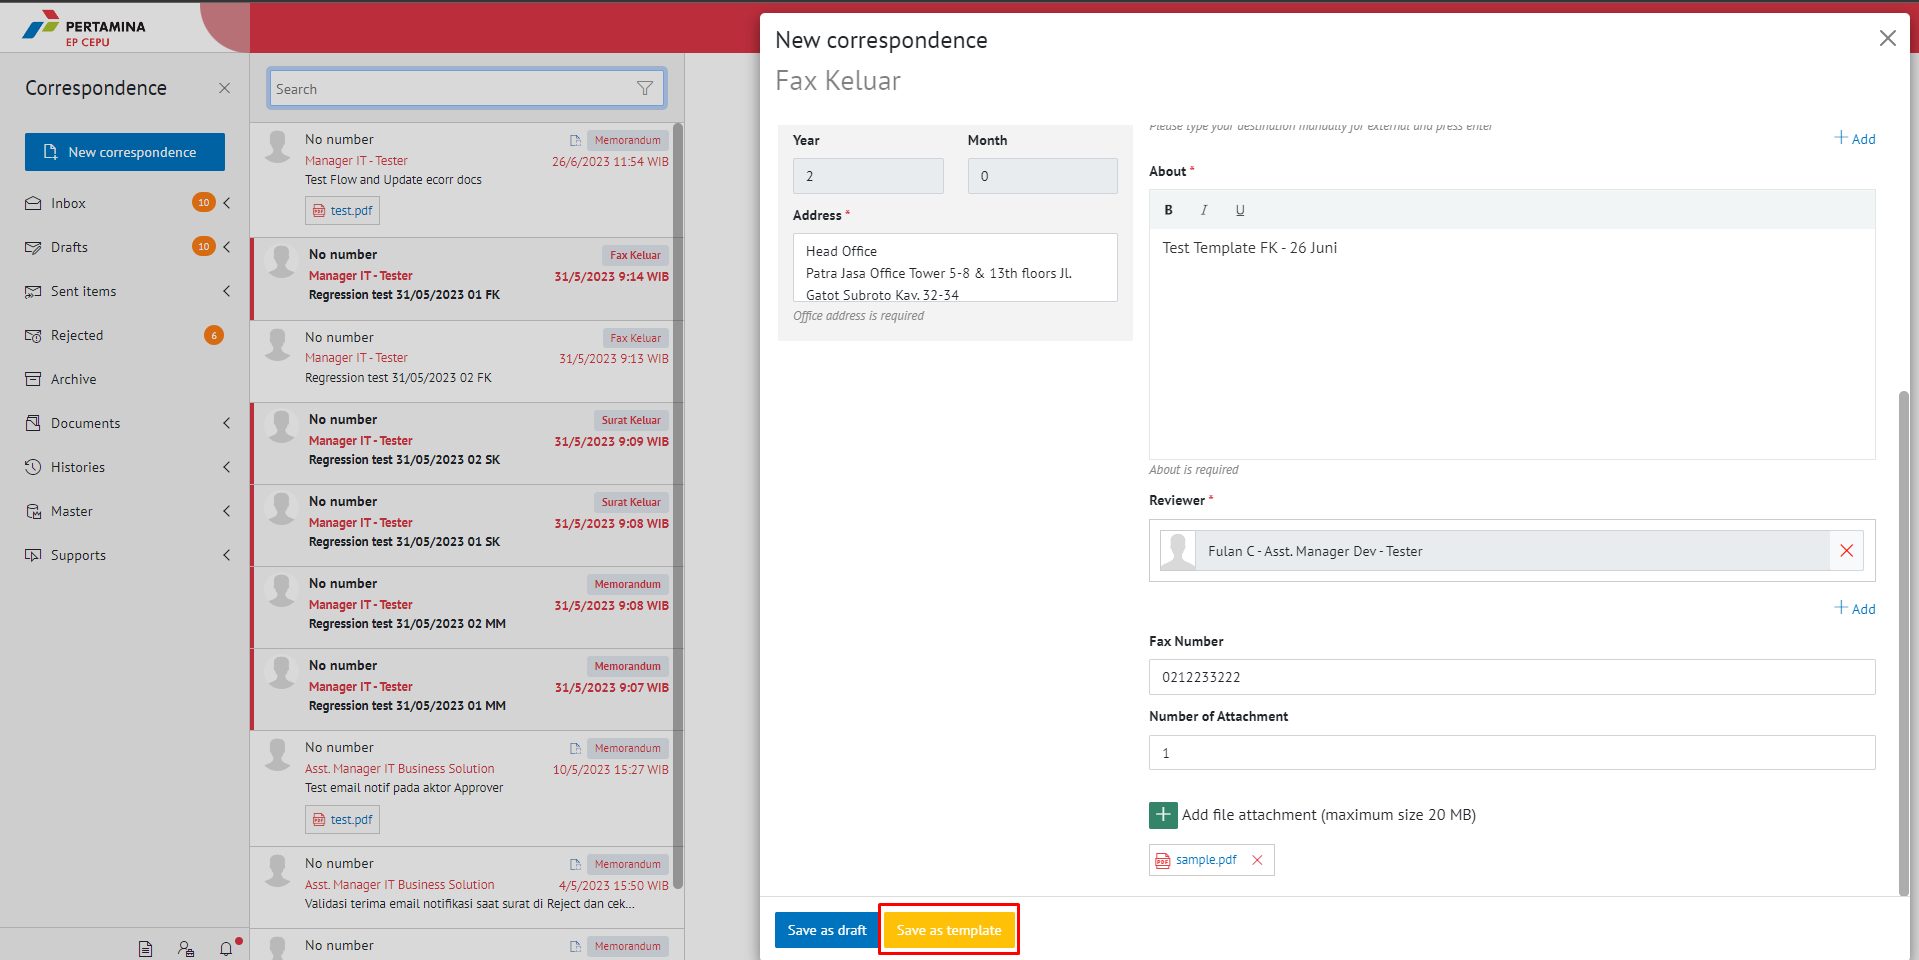 PERTAMINA
EP CEPU
Correspondence
New correspondence
Inbox
10
Drafts
10
Sent items
Rejected
6
Archive
Documents
Histories
Master
Supports
Search
No number
Memorandum
Manager IT - Tester
26/6/2023 11:54 WIB
Test Flow and Update ecorr docs
test.pdf
No number
Fax Keluar
Manager IT - Tester
31/5/2023 9:14 WIB
Regression test 31/05/2023 01 FK
No number
Fax Keluar
Manager IT - Tester
31/5/2023 9:13 WIB
Regression test 31/05/2023 02 FK
No number
Surat Keluar
Manager IT - Tester
31/5/2023 9:09 WIB
Regression test 31/05/2023 02 SK
No number
Surat Keluar
Manager IT - Tester
31/5/2023 9:08 WIB
Regression test 31/05/2023 01 SK
No number
Memorandum
Manager IT - Tester
31/5/2023 9:08 WIB
Regression test 31/05/2023 02 MM
No number
Memorandum
Manager IT - Tester
31/5/2023 9:07 WIB
Regression test 31/05/2023 01 MM
No number
Memorandum
Asst. Manager IT Business Solution
10/5/2023 15:27 WIB
Test email notif pada aktor Approver
test.pdf
No number
Memorandum
Asst. Manager IT Business Solution
4/5/2023 15:50 WIB
Validasi terima email notifikasi saat surat di Reject dan cek...
No number
Memorandum
New correspondence
Fax Keluar
Year
Month
2
0
Address *
Head Office
Patra Jasa Office Tower 5-8 & 13th floors Jl.
Gatot Subroto Kav. 32-34
Office address is required
Please type your destination manually for external and press enter
Add
About *
B I U
Test Template FK - 26 Juni
About is required
Reviewer *
Fulan C - Asst. Manager Dev - Tester
Add
Fax Number
0212233222
Number of Attachment
1
Add file attachment (maximum size 20 MB)
sample.pdf
Save as draft
Save as template